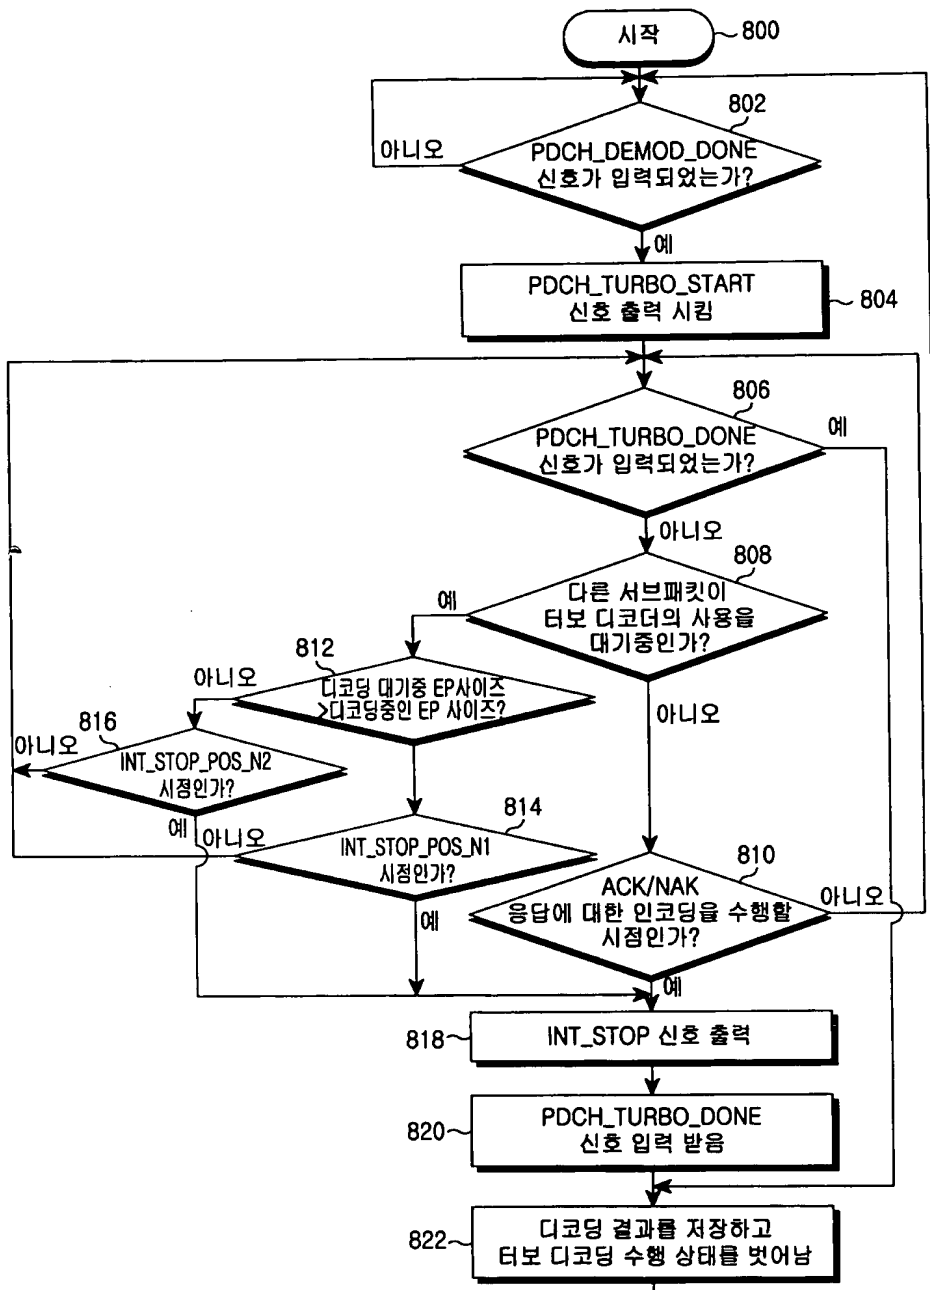 시작
800
802
PDCH_DEMOD_DONE
신호가 입력되었는가?
아니오
예
PDCH_TURBO_START
신호 출력 시킴
804
806
PDCH_TURBO_DONE
신호가 입력되었는가?
예
아니오
808
다른 서브패킷이
터보 디코더의 사용을
대기중인가?
예
아니오
812
디코딩 대기중 EP사이즈
>디코딩중인 EP 사이즈?
아니오
816
INT_STOP_POS_N2
시점인가?
아니오
예
814
INT_STOP_POS_N1
시점인가?
아니오
예
810
ACK/NAK
응답에 대한 인코딩을 수행할
시점인가?
아니오
예
818
INT_STOP 신호 출력
820
PDCH_TURBO_DONE
신호 입력 받음
822
디코딩 결과를 저장하고
터보 디코딩 수행 상태를 벗어남